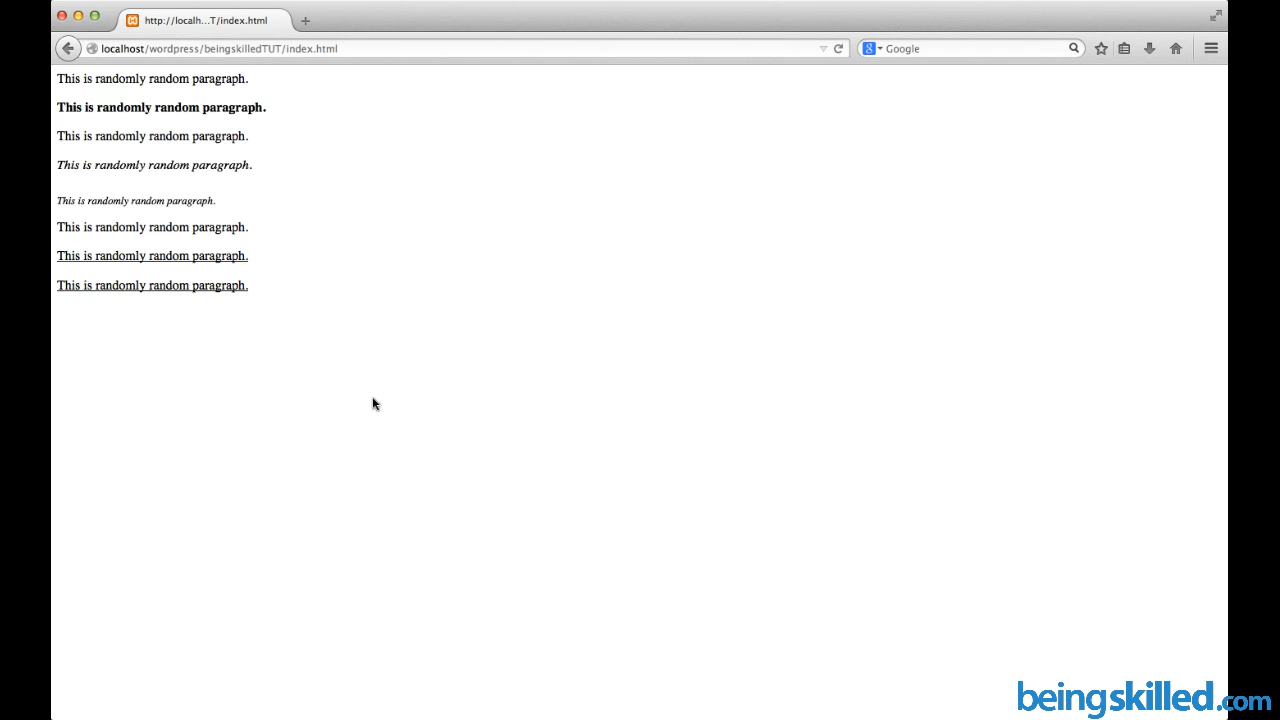 http://localh...T/index.html
localhost/wordpress/beingskilledTUT/index.html
Google
This is randomly random paragraph.
This is randomly random paragraph.
This is randomly random paragraph.
This is randomly random paragraph.
This is randomly random paragraph.
This is randomly random paragraph.
This is randomly random paragraph.
This is randomly random paragraph.
beingskilled.com